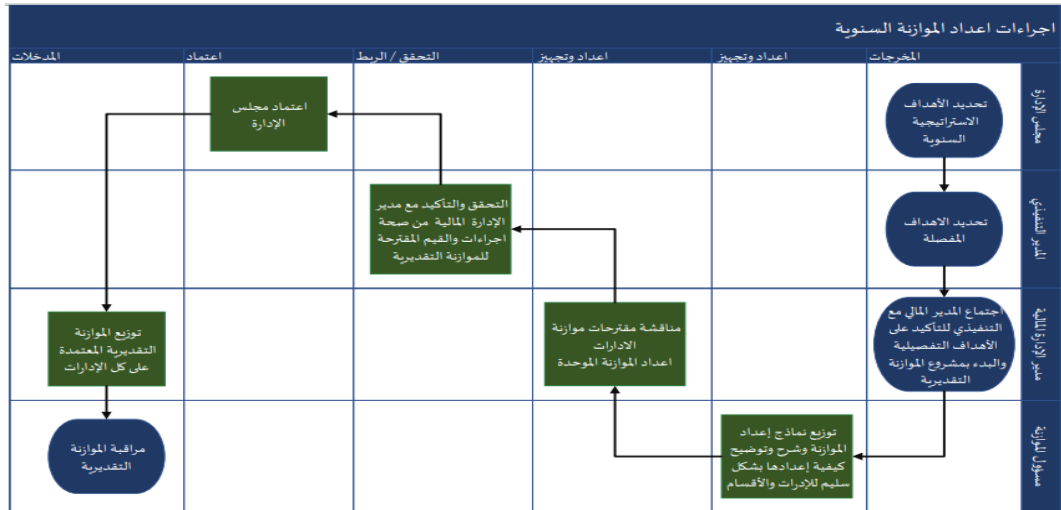 اجراءات اعداد الموازنة السنوية
المخرجات
اعداد وتجهيز
اعداد وتجهيز
التحقق / الربط
اعتماد
المدخلات
مجلس الإدارة
تحديد الأهداف
الاستراتيجية
السنوية
اعتماد مجلس
الإدارة
المدير التنفيذي
تحديد الاهداف
المفصلة
التحقق والتأكيد مع مدير
الإدارة المالية من صحة
اجراءات والقيم المقترحة
للموازنة التقديرية
مدير الإدارة المالية
اجتماع المدير المالي مع
التنفيذي للتأكيد على
الأهداف التفصيلية
والبدء بمشروع الموازنة
التقديرية
مناقشة مقترحات موازنة
الادارات
اعداد الموازنة الموحدة
توزيع الموازنة
التقديرية المعتمدة
على كل الإدارات
مسؤول الموازنة
توزيع نماذج إعداد
الموازنة وشرح وتوضيح
كيفية إعدادها بشكل
سليم للإدرات والأقسام
مراقبة الموازنة
التقديرية